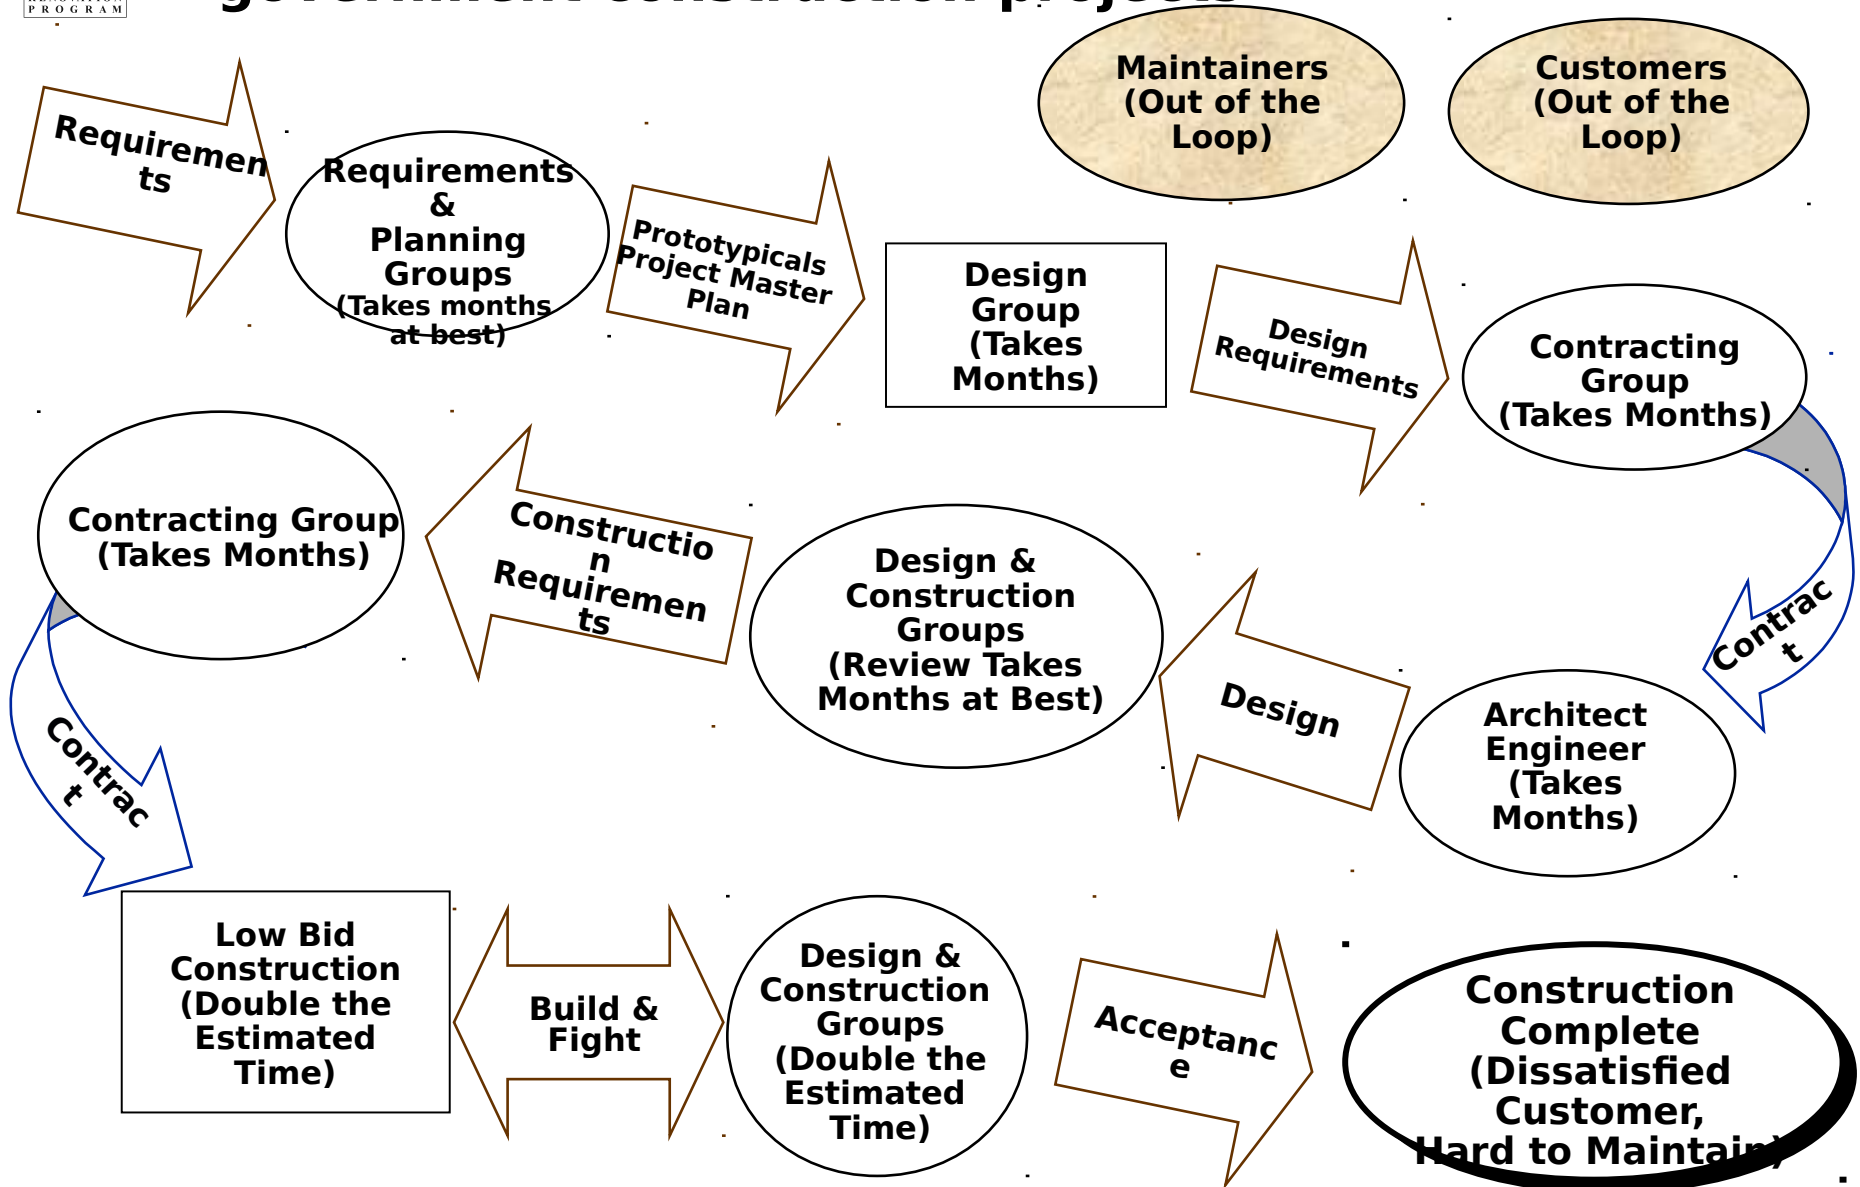 PROGRAM
government construction projects
Maintainers
(Out of the
Loop)
Customers
(Out of the
Loop)
Requiremen
ts
Requirements
&
Planning
Groups
(Takes months
at best)
Prototypicals
Project Master
Plan
Design
Group
(Takes
Months)
Design
Requirements
Contracting
Group
(Takes Months)
Contrac
t
Architect
Engineer
(Takes
Months)
Design
Design &
Construction
Groups
(Review Takes
Months at Best)
Constructio
n
Requiremen
ts
Contracting Group
(Takes Months)
Contrac
t
Low Bid
Construction
(Double the
Estimated
Time)
Build &
Fight
Design &
Construction
Groups
(Double the
Estimated
Time)
Acceptanc
e
Construction
Complete
(Dissatisfied
Customer,
Hard to Maintain)